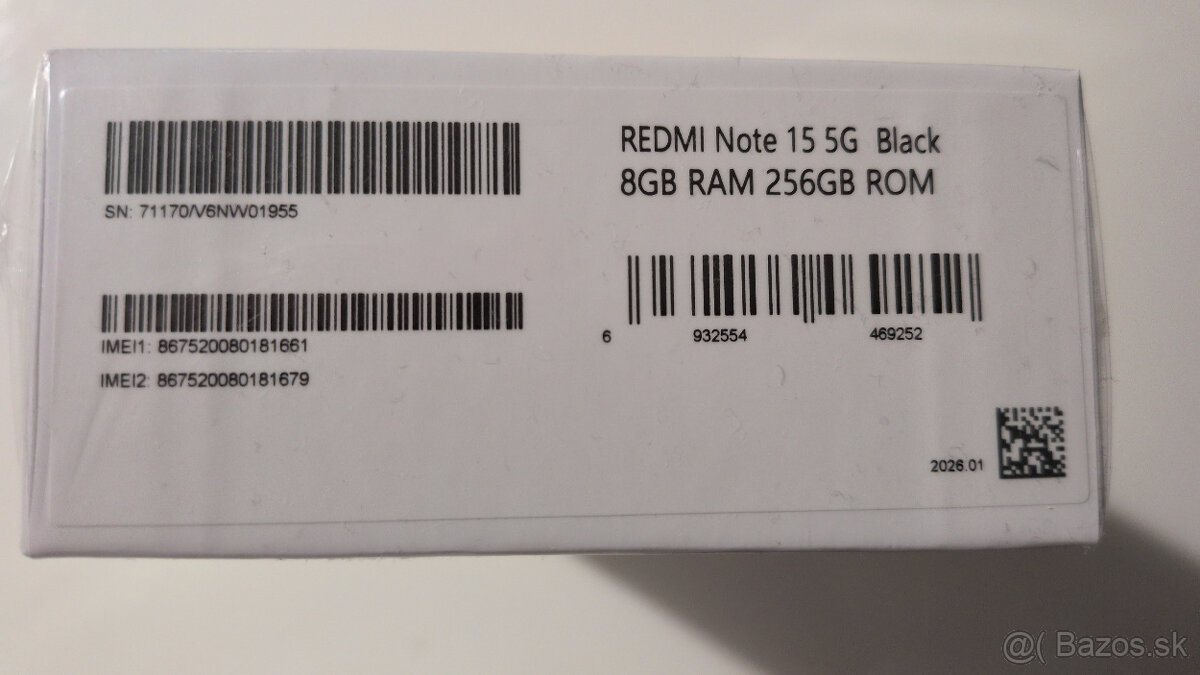 REDMI Note 15 5G Black
8GB RAM 256GB ROM
SN: 71170/V6NW01955
IMEI1: 867520080181661
IMEI2: 867520080181679
6 932554 469252
2026.01
@( Bazos.sk